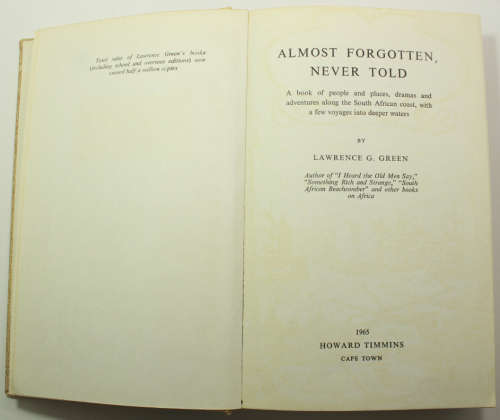 Total sales of Lawrence Green's books
(including school and overseas editions) now
exceed half a million copies
ALMOST FORGOTTEN,
NEVER TOLD
A book of people and places, dramas and
adventures along the South African coast, with
a few voyages into deeper waters
BY
LAWRENCE G. GREEN
Author of "I Heard the Old Men Say,"
"Something Rich and Strange," "South
African Beachcomber" and other books
on Africa
1965
HOWARD TIMMINS
CAPE TOWN